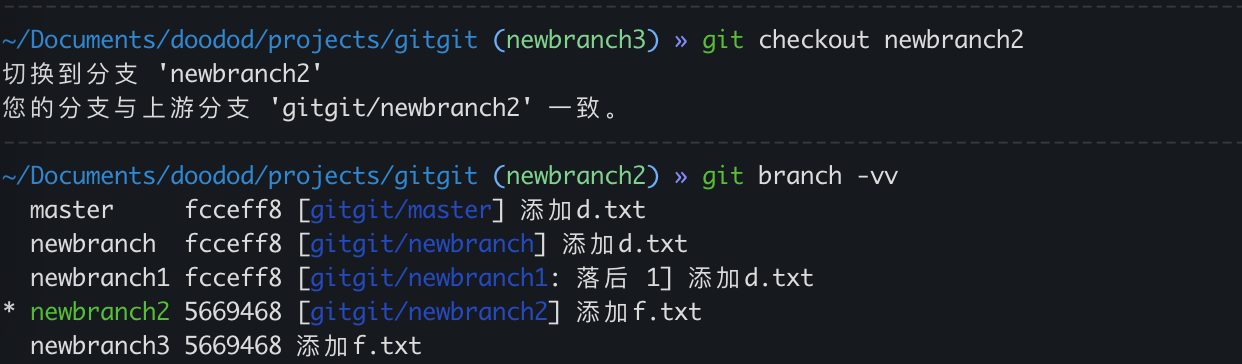 ~/Documents/doodod/projects/gitgit (newbranch3) » git checkout newbranch2
切换到分支 'newbranch2'
您的分支与上游分支 'gitgit/newbranch2' 一致。
~/Documents/doodod/projects/gitgit (newbranch2) » git branch -vv
  master     fcceff8 [gitgit/master] 添加d.txt
  newbranch  fcceff8 [gitgit/newbranch] 添加d.txt
  newbranch1 fcceff8 [gitgit/newbranch1: 落后 1] 添加d.txt
* newbranch2 5669468 [gitgit/newbranch2] 添加f.txt
  newbranch3 5669468 添加f.txt